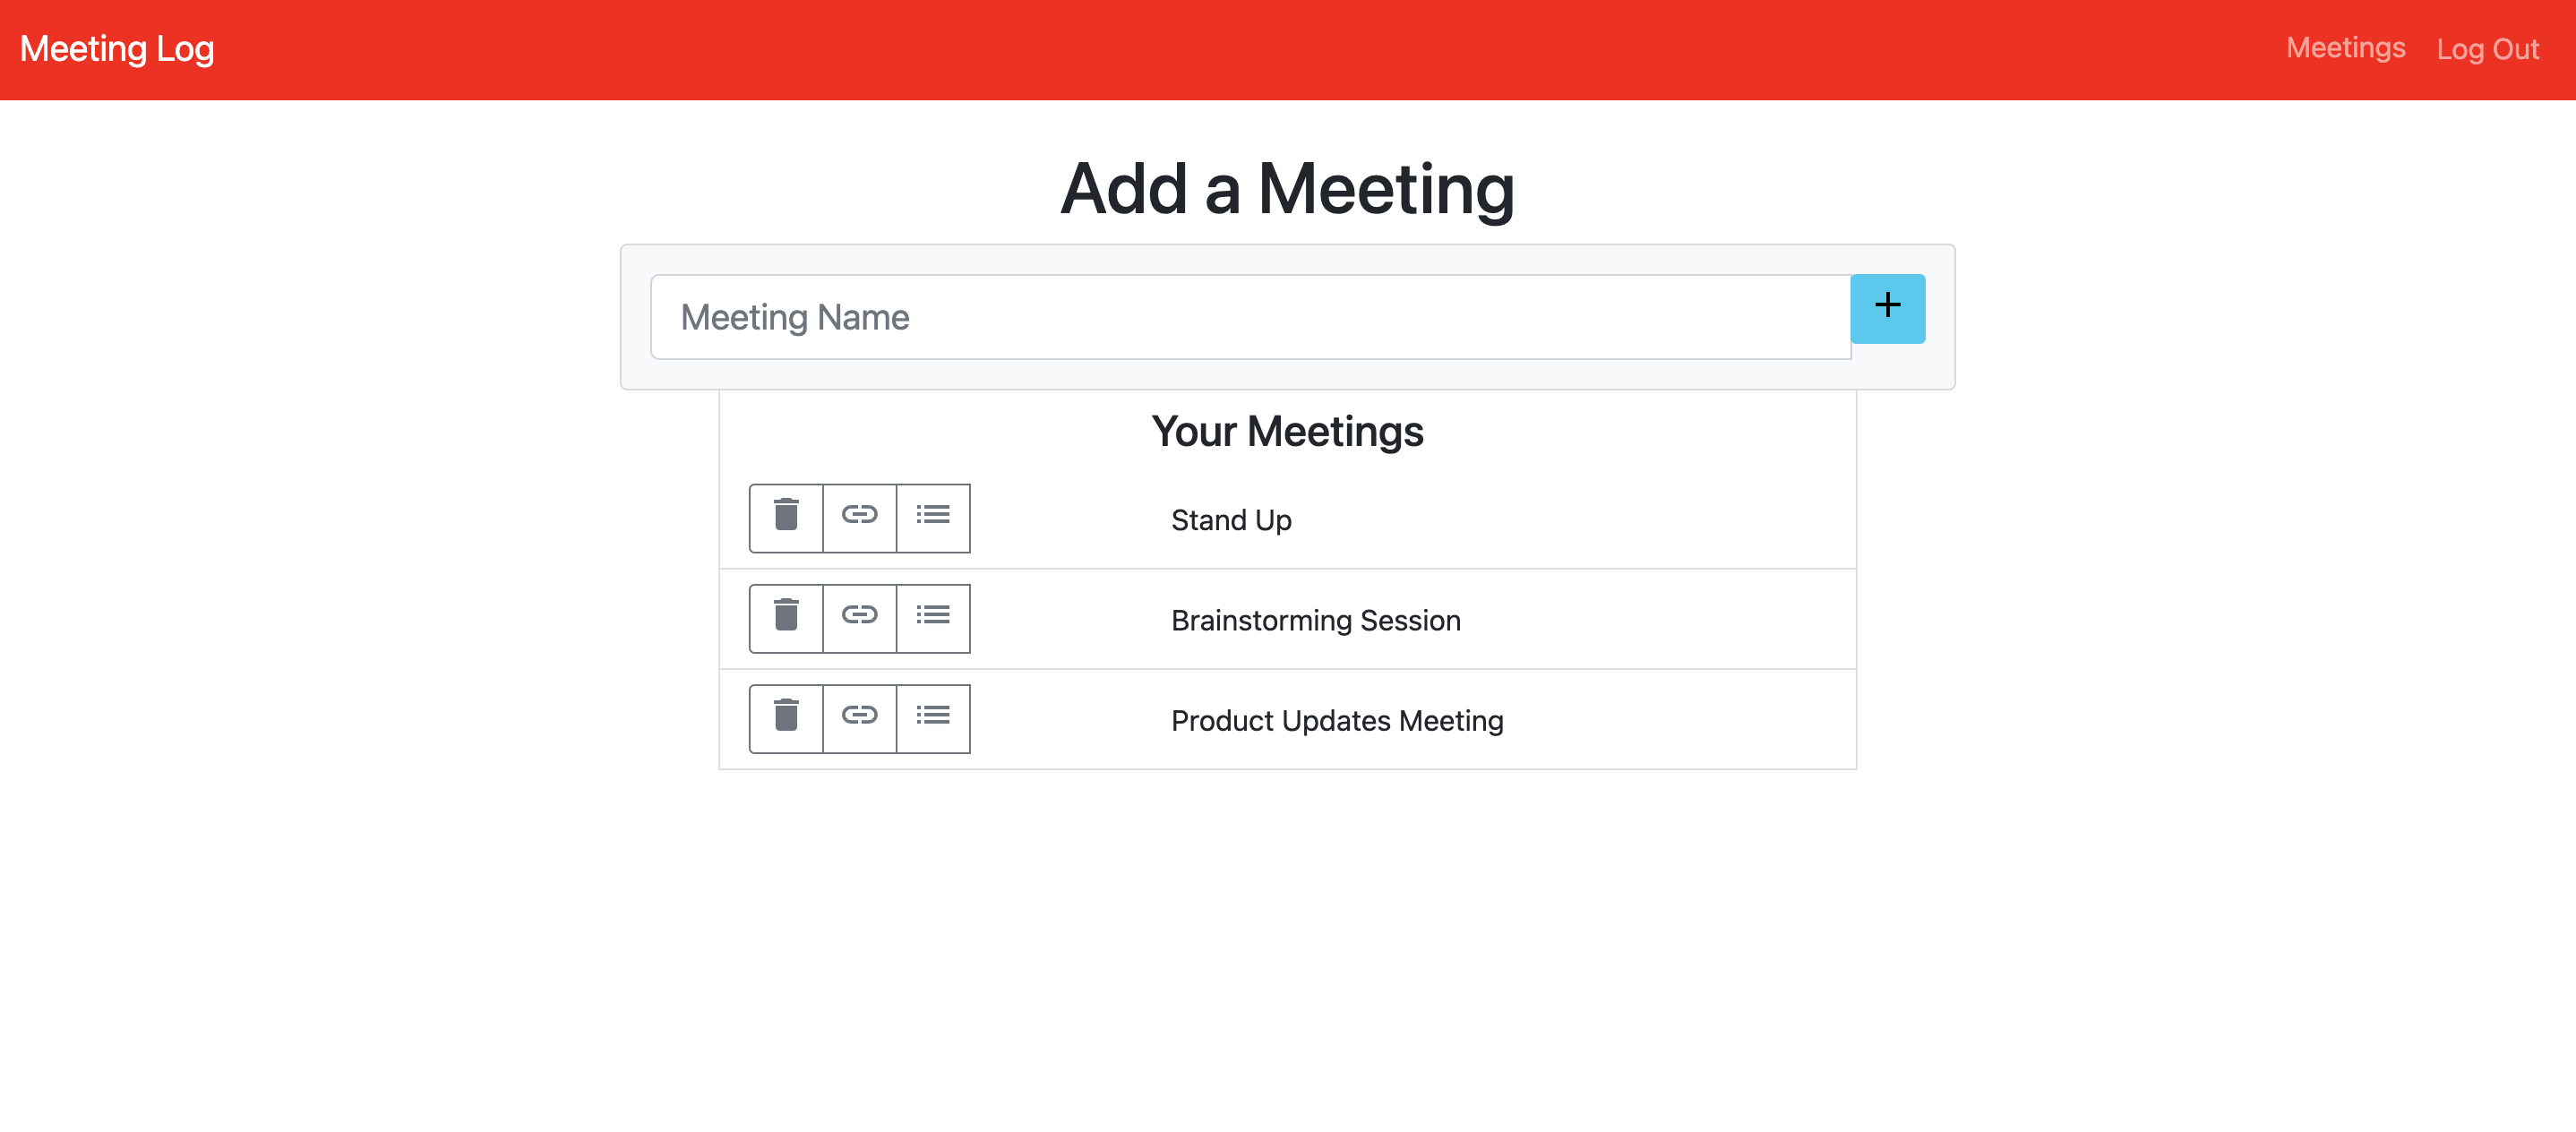 Meeting Log
Meetings
Log Out
Add a Meeting
Meeting Name
+
Your Meetings
Stand Up
Brainstorming Session
Product Updates Meeting